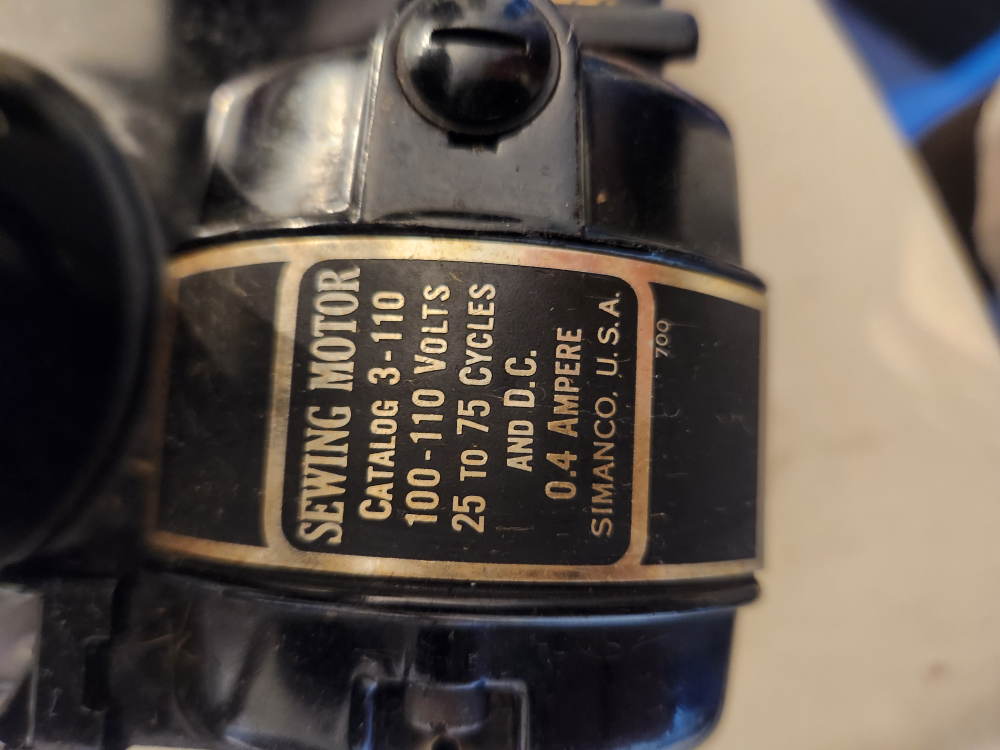 SEWING MOTOR
CATALOG 3-110
100-110 VOLTS
25 TO 75 CYCLES
AND D.C.
0.4 AMPERE
SIMANCO. U.S.A.
700